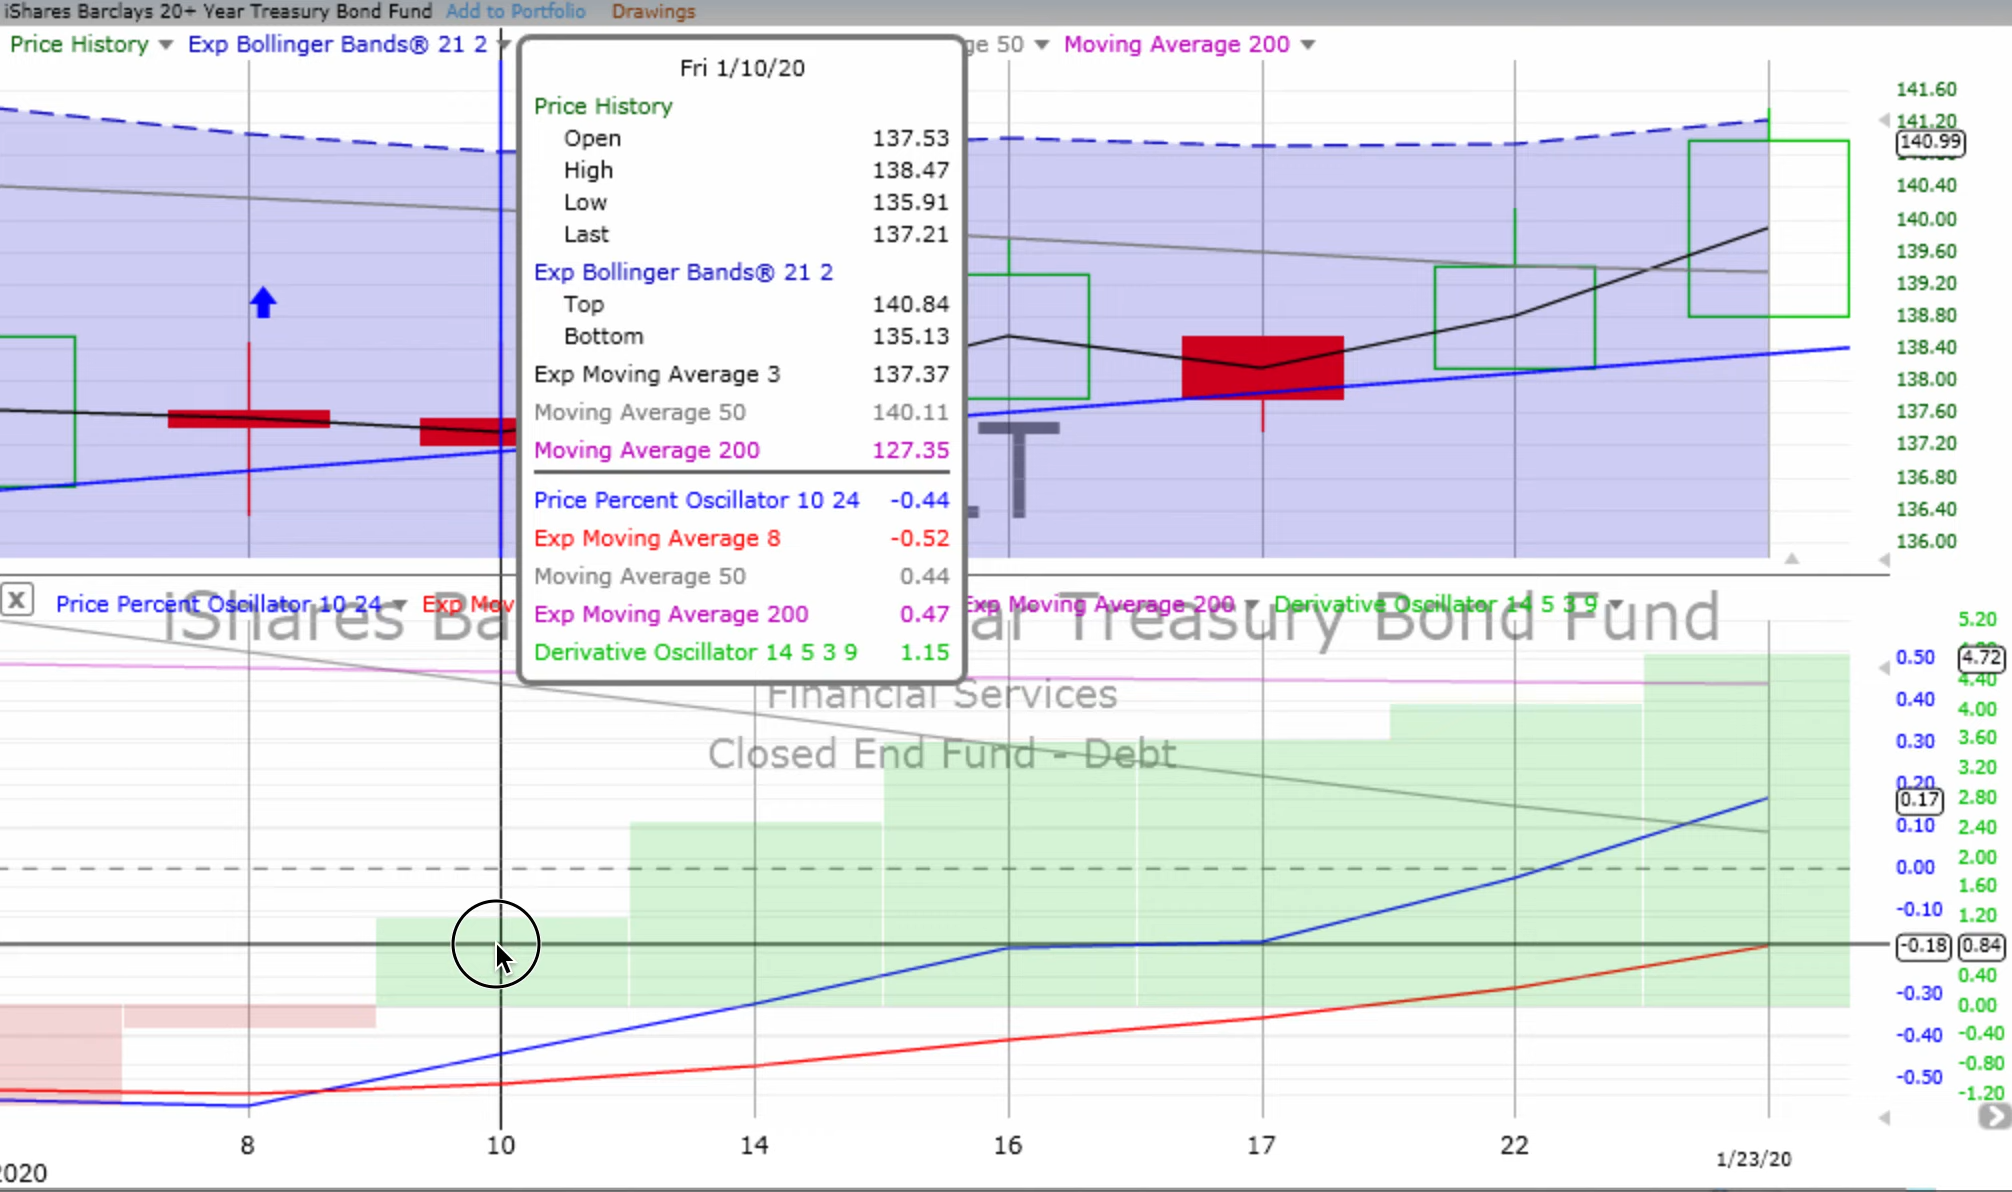 iShares Barclays 20+ Year Treasury Bond Fund Add to Portfolio Drawings
Price History Exp Bollinger Bands® 21 2 ge 50 Moving Average 200
Fri 1/10/20
Price History
Open 137.53
High 138.47
Low 135.91
Last 137.21
Exp Bollinger Bands® 21 2
Top 140.84
Bottom 135.13
Exp Moving Average 3 137.37
Moving Average 50 140.11
Moving Average 200 127.35
Price Percent Oscillator 10 24 -0.44
Exp Moving Average 8 -0.52
Moving Average 50 0.44
Exp Moving Average 200 0.47
Derivative Oscillator 14 5 3 9 1.15
141.60
141.20
140.99
140.40
140.00
139.60
139.20
138.80
138.40
138.00
137.60
137.20
136.80
136.40
136.00
T
X Price Percent Oscillator 10 24 Exp Mov Exp Moving Average 200 Derivative Oscillator 14 5 3 9
iShares Ba ar Treasury Bond Fund
Financial Services
Closed End Fund - Debt
0.50
0.40
0.30
0.20
0.17
0.10
0.00
-0.10
-0.18
-0.30
-0.40
-0.50
5.20
4.72
4.40
4.00
3.60
3.20
2.80
2.40
2.00
1.60
1.20
0.84
0.40
0.00
-0.40
-0.80
-1.20
8 10 14 16 17 22 1/23/20
2020